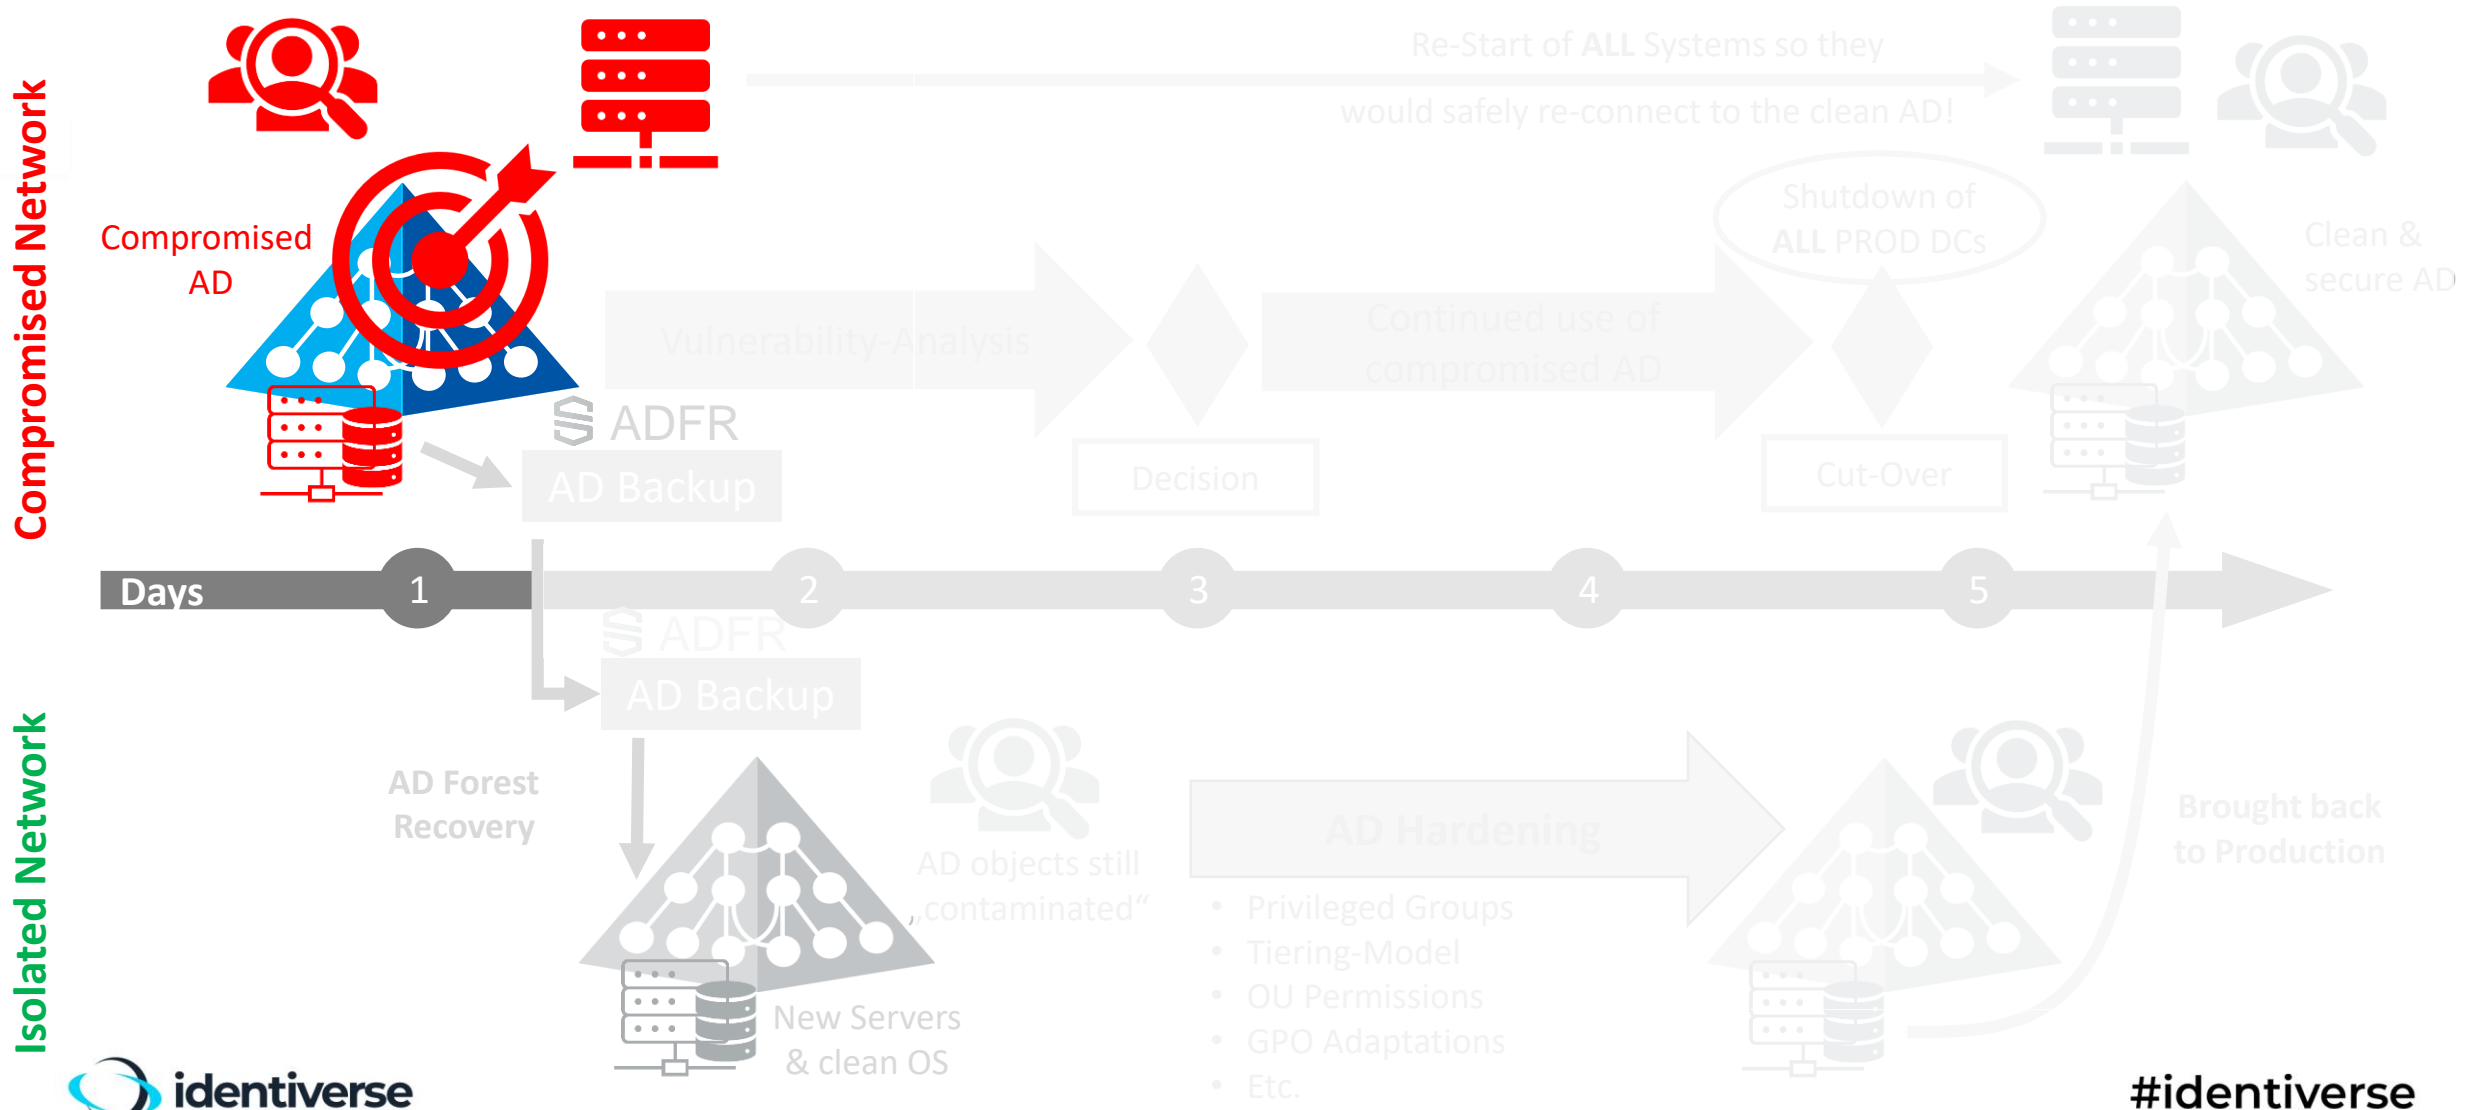 Compromised Network
Compromised
AD
Re-Start of ALL Systems so they
would safely re-connect to the clean AD!
Shutdown of
ALL PROD DCs
Clean &
secure AD
Vulnerability-Analysis
Continued use of
compromised AD
ADFR
AD Backup
Decision
Cut-Over
Days
1
2
3
4
5
Isolated Network
ADFR
AD Backup
AD Forest
Recovery
AD objects still
„contaminated“
New Servers
& clean OS
AD Hardening
• Privileged Groups
• Tiering-Model
• OU Permissions
• GPO Adaptations
• Etc.
Brought back
to Production
identiverse
#identiverse